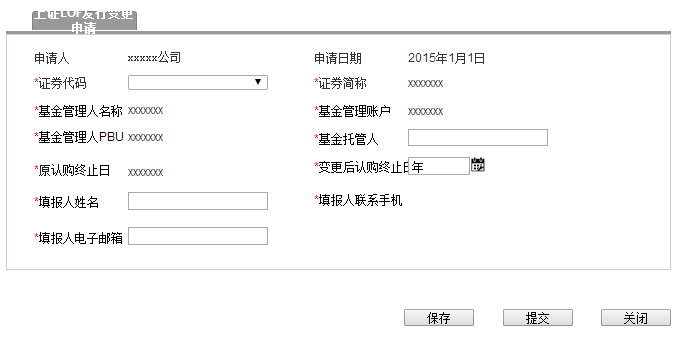 上证LOF发行变更
申请
申请人 xxxxx公司 申请日期 2015年1月1日
*证券代码 *证券简称 xxxxxxx
*基金管理人名称 xxxxxxx *基金管理账户 xxxxxxx
*基金管理人PBU xxxxxxx *基金托管人
*原认购终止日 xxxxxxx *变更后认购终止日 年
*填报人姓名 *填报人联系手机
*填报人电子邮箱
保存 提交 关闭